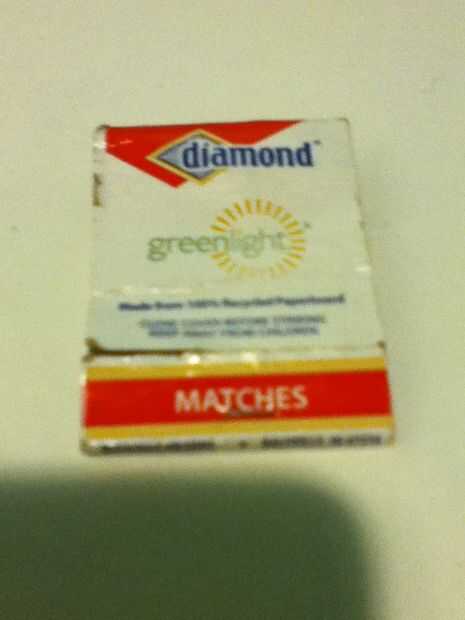 diamond
greenlight
Made from 100% Recycled Paperboard
CLOSE COVER BEFORE STRIKING
KEEP AWAY FROM CHILDREN
MATCHES